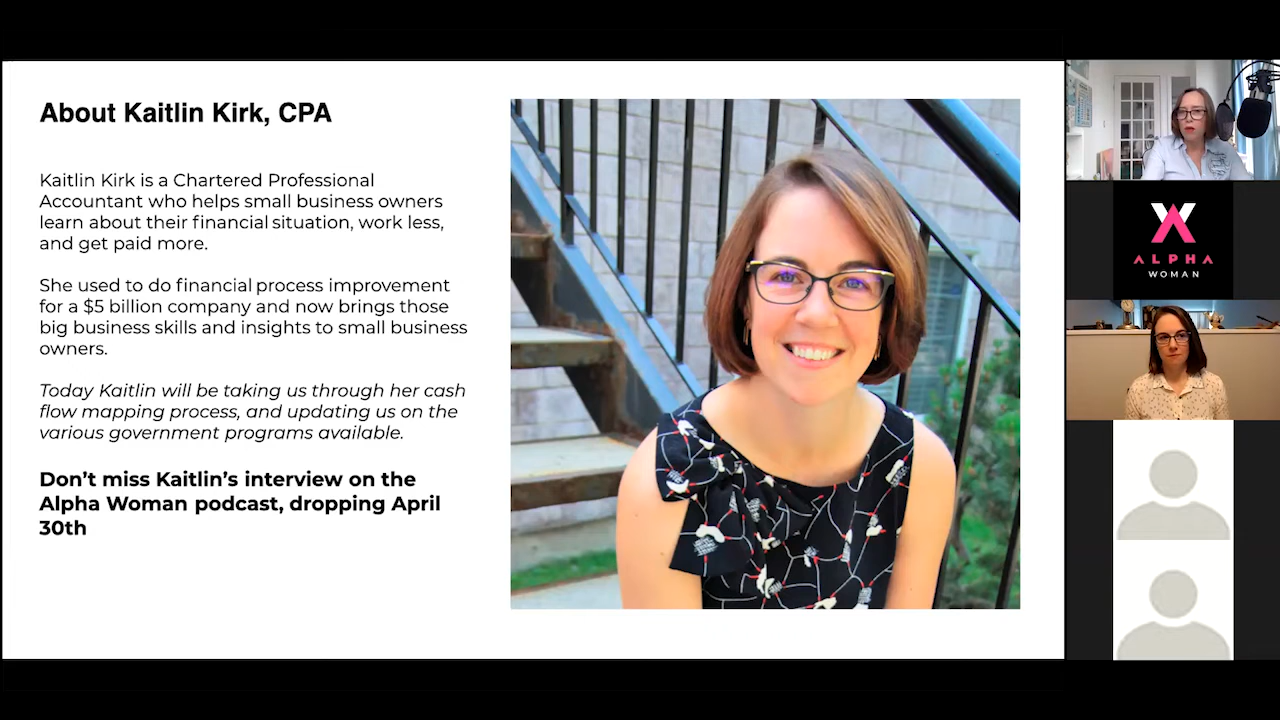 About Kaitlin Kirk, CPA
Kaitlin Kirk is a Chartered Professional
Accountant who helps small business owners
learn about their financial situation, work less,
and get paid more.
She used to do financial process improvement
for a $5 billion company and now brings those
big business skills and insights to small business
owners.
Today Kaitlin will be taking us through her cash
flow mapping process, and updating us on the
various government programs available.
Don't miss Kaitlin's interview on the
Alpha Woman podcast, dropping April
30th
ALPHA
WOMAN